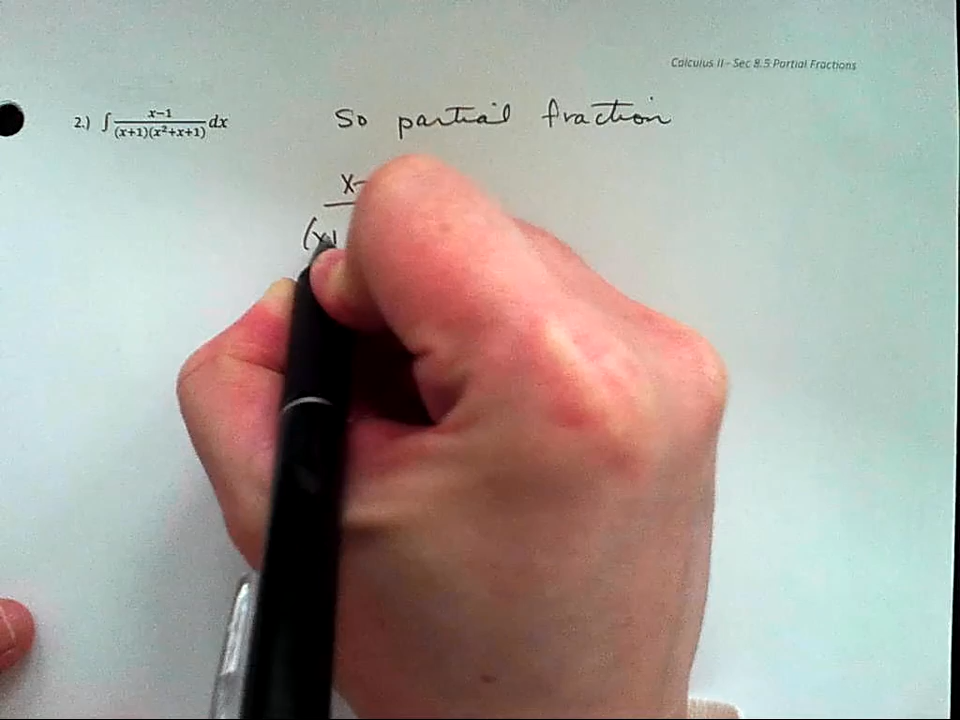 Calculus II - Sec 8.5 Partial Fractions
2.) ∫ x−1 / (x+1)(x²+x+1) dx
So partial fraction
x-
(x+